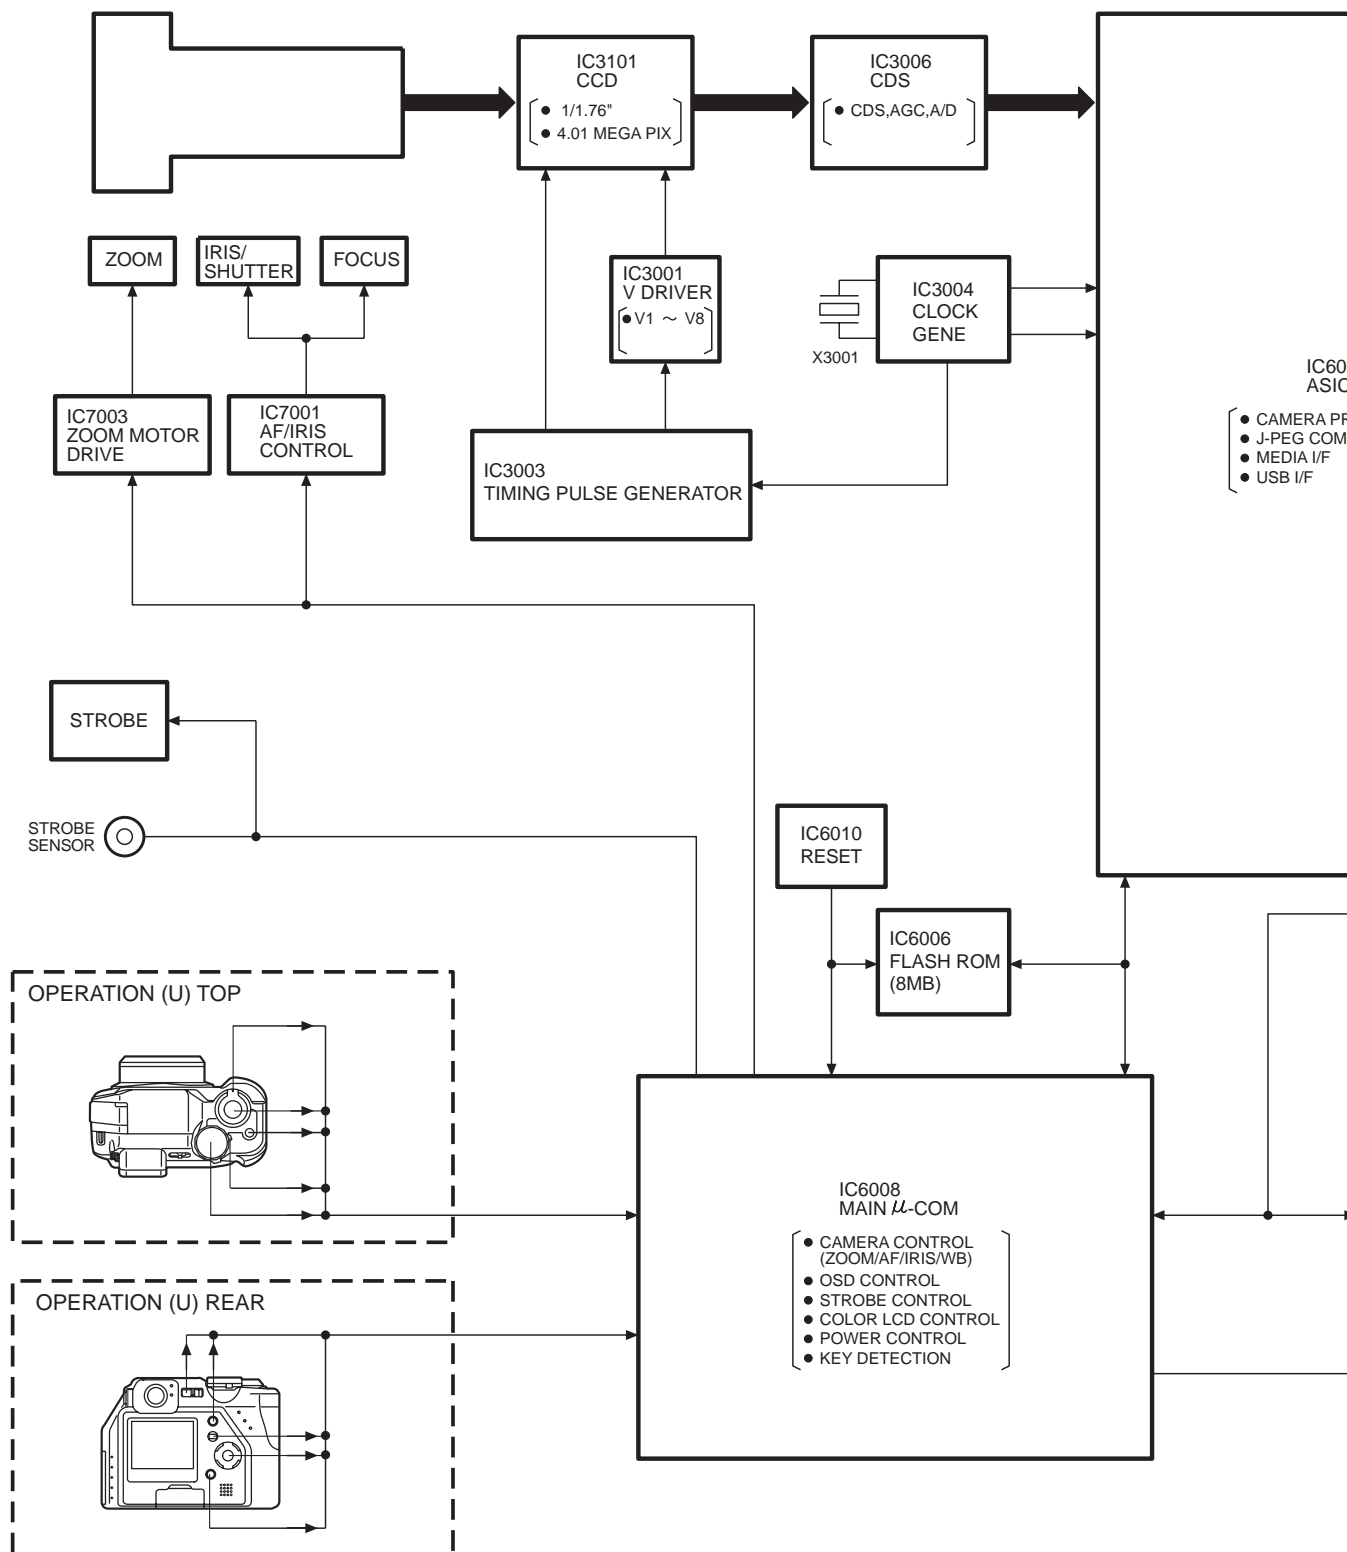 IC3101
CCD
● 1/1.76"
● 4.01 MEGA PIX
IC3006
CDS
● CDS,AGC,A/D
ZOOM
IRIS/
SHUTTER
FOCUS
IC3001
V DRIVER
● V1 ～ V8
X3001
IC3004
CLOCK
GENE
IC7003
ZOOM MOTOR
DRIVE
IC7001
AF/IRIS
CONTROL
IC3003
TIMING PULSE GENERATOR
● MEDIA I/F
● USB I/F
STROBE
STROBE
SENSOR
IC6010
RESET
IC6006
FLASH ROM
(8MB)
OPERATION (U) TOP
IC6008
MAIN μ-COM
● CAMERA CONTROL
(ZOOM/AF/IRIS/WB)
● OSD CONTROL
● STROBE CONTROL
● COLOR LCD CONTROL
● POWER CONTROL
● KEY DETECTION
OPERATION (U) REAR